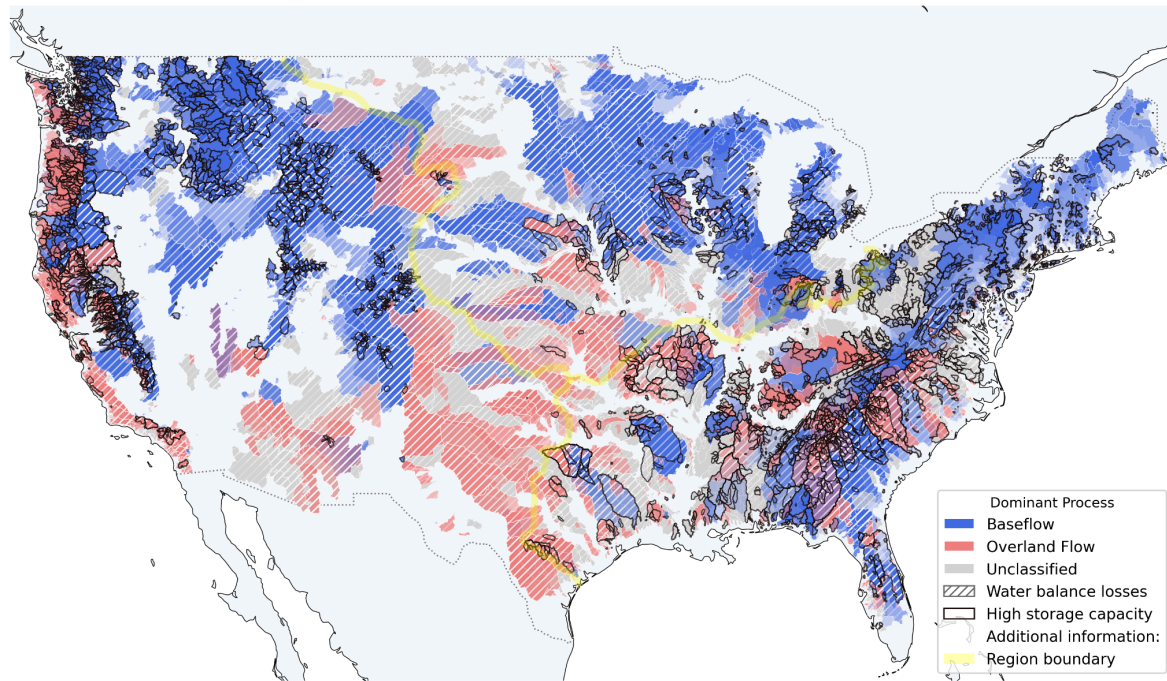 Dominant Process
Baseflow
Overland Flow
Unclassified
Water balance losses
High storage capacity
Additional information:
Region boundary